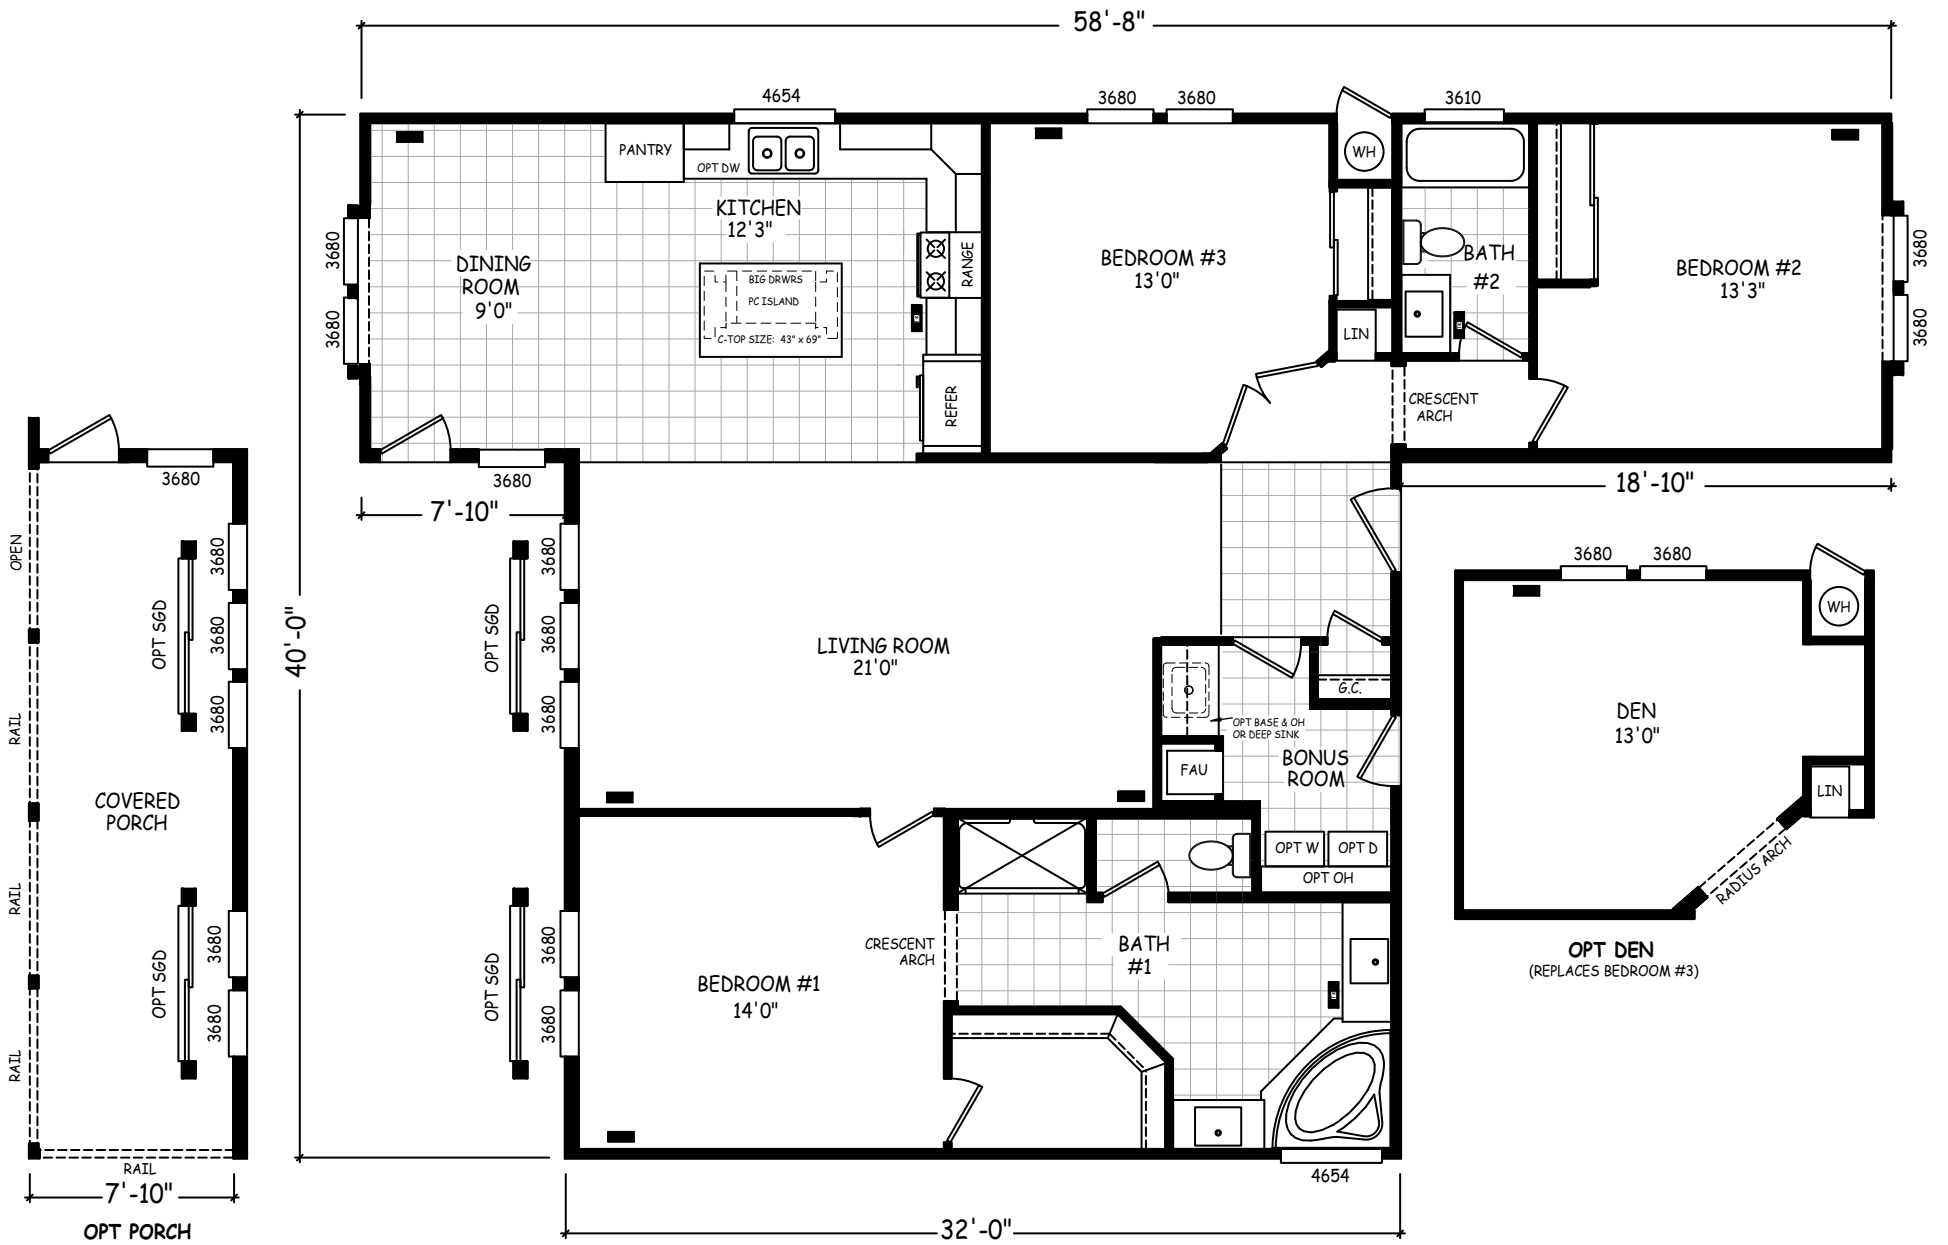 58'-8"
4654
3680
3680
3610
PANTRY
OPT DW
WH
KITCHEN
12'3"
DINING
ROOM
9'0"
3680
3680
BIG DRWRS
PC ISLAND
C-TOP SIZE: 43" x 69"
RANGE
REFER
BEDROOM #3
13'0"
LIN
BATH
#2
BEDROOM #2
13'3"
3680
3680
CRESCENT
ARCH
3680
3680
7'-10"
18'-10"
40'-0"
OPEN
RAIL
RAIL
RAIL
OPT SGD
3680
3680
3680
COVERED
PORCH
OPT SGD
3680
3680
RAIL
7'-10"
OPT PORCH
OPT SGD
3680
3680
3680
OPT SGD
3680
3680
LIVING ROOM
21'0"
G.C.
OPT BASE & OH
OR DEEP SINK
BONUS
ROOM
FAU
OPT W
OPT D
OPT OH
CRESCENT
ARCH
BATH
#1
BEDROOM #1
14'0"
4654
32'-0"
3680
3680
WH
DEN
13'0"
LIN
RADIUS ARCH
OPT DEN
(REPLACES BEDROOM #3)